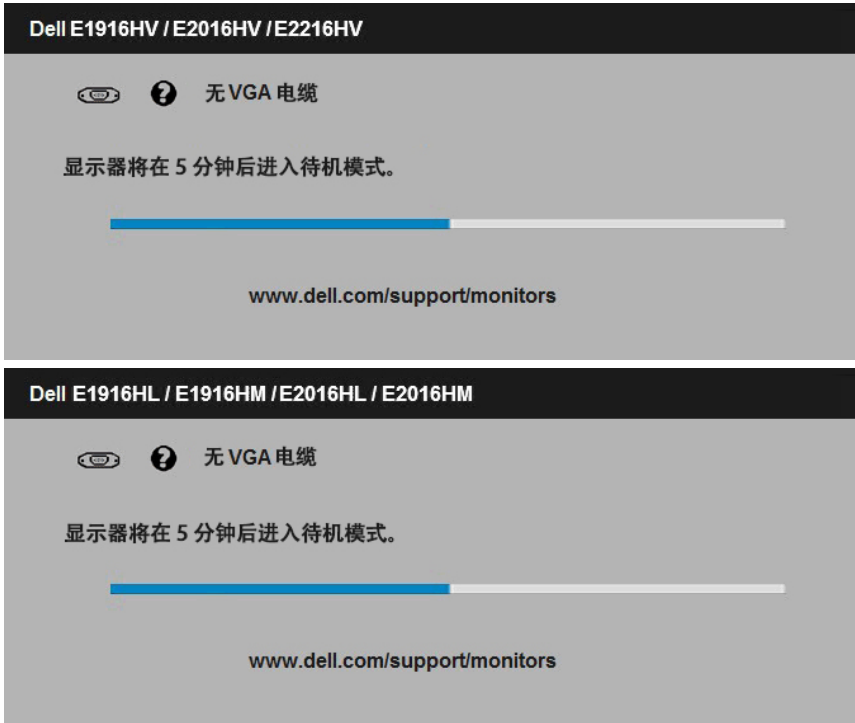 Dell E1916HV / E2016HV / E2216HV
无 VGA 电缆
显示器将在 5 分钟后进入待机模式。
www.dell.com/support/monitors
Dell E1916HL / E1916HM / E2016HL / E2016HM
无 VGA 电缆
显示器将在 5 分钟后进入待机模式。
www.dell.com/support/monitors